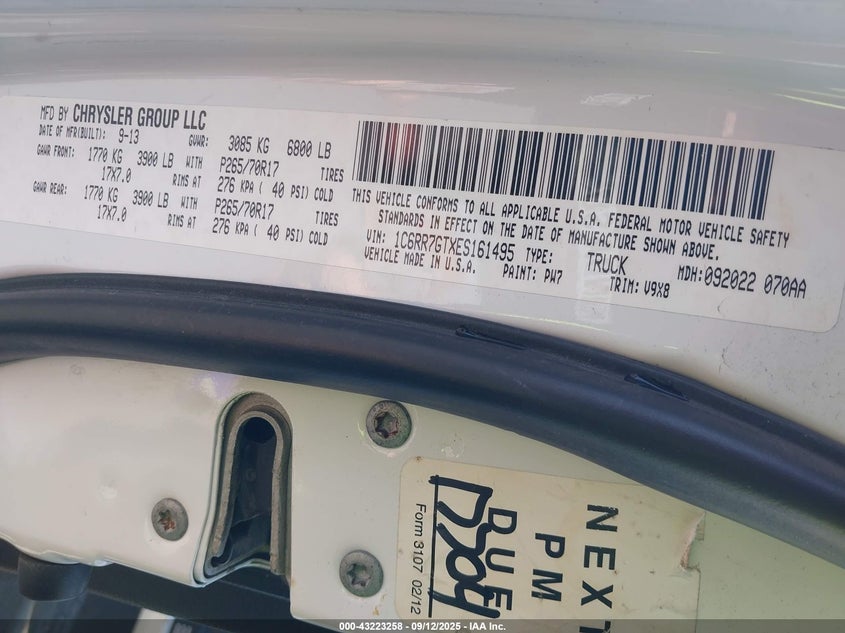 MFD BY CHRYSLER GROUP LLC
DATE OF MFR(BUILT): 9-13 GVWR: 3085 KG 6800 LB
GAWR FRONT: 1770 KG 3900 LB WITH P265/70R17 TIRES
17X7.0 RIMS AT 276 KPA ( 40 PSI) COLD
GAWR REAR: 1770 KG 3900 LB WITH P265/70R17 TIRES
17X7.0 RIMS AT 276 KPA ( 40 PSI) COLD
THIS VEHICLE CONFORMS TO ALL APPLICABLE U.S.A. FEDERAL MOTOR VEHICLE SAFETY
STANDARDS IN EFFECT ON THE DATE OF MANUFACTURE SHOWN ABOVE.
VIN: 1C6RR7GTXES161495 TYPE: TRUCK MDH: 092022 070AA
VEHICLE MADE IN U.S.A. PAINT: PW7 TRIM: V9X8
NEXT
PM
DUE
Form 3107 02/12
000-43223258 - 09/12/2025 - IAA Inc.